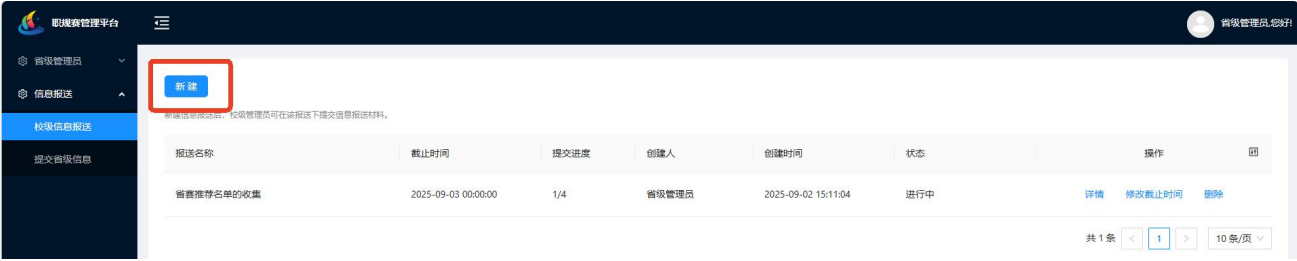 职规赛管理平台
省级管理员,您好!
省级管理员
信息报送
校级信息报送
提交省级信息
新 建
新建信息报送后，校级管理员可在该报送下提交信息报送材料。
报送名称 截止时间 提交进度 创建人 创建时间 状态 操作
省赛推荐名单的收集 2025-09-03 00:00:00 1/4 省级管理员 2025-09-02 15:11:04 进行中 详情 修改截止时间 删除
共 1 条 < 1 > 10 条/页